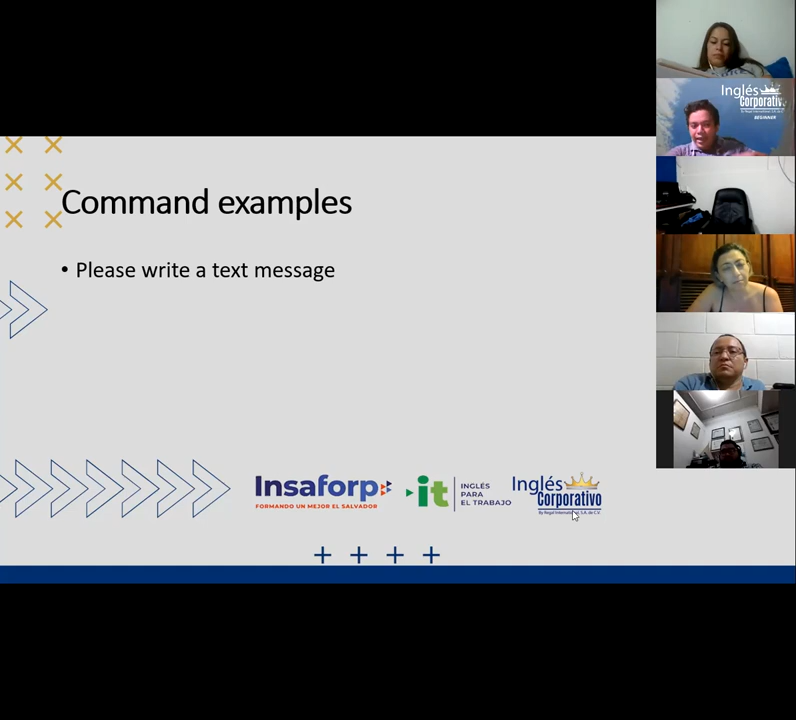 Command examples
• Please write a text message
Insaforp
FORMANDO UN MEJOR EL SALVADOR
it
INGLÉS
PARA
EL TRABAJO
Inglés
Corporativo
By Regal International, S.A. de C.V.
Inglés
Corporativ
BEGINNER